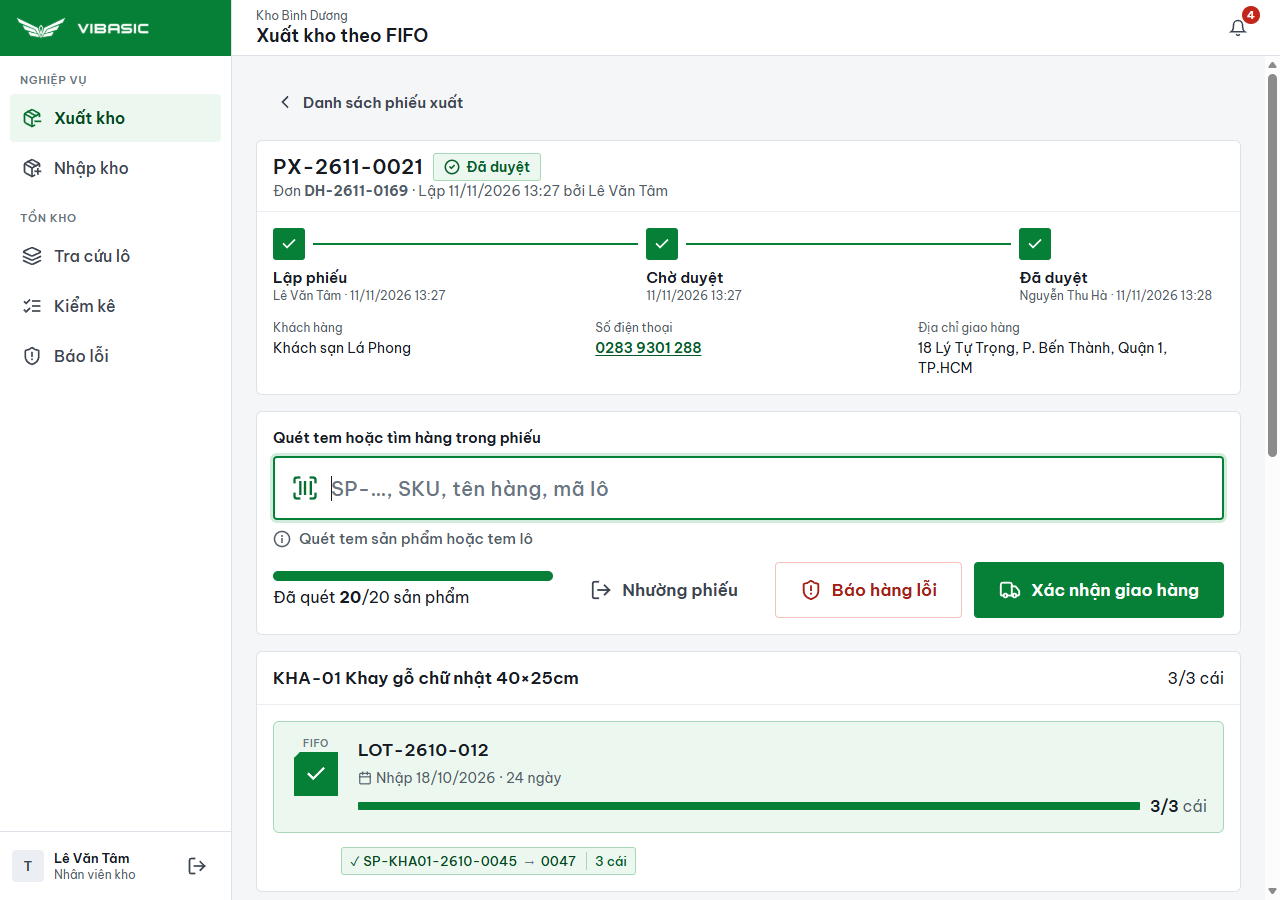 VIBASIC
Kho Bình Dương
Xuất kho theo FIFO
4
NGHIỆP VỤ
Xuất kho
Nhập kho
TỒN KHO
Tra cứu lô
Kiểm kê
Báo lỗi
Lê Văn Tâm
Nhân viên kho
T
Danh sách phiếu xuất
PX-2611-0021
Đã duyệt
Đơn DH-2611-0169 · Lập 11/11/2026 13:27 bởi Lê Văn Tâm
Lập phiếu
Lê Văn Tâm · 11/11/2026 13:27
Chờ duyệt
11/11/2026 13:27
Đã duyệt
Nguyễn Thu Hà · 11/11/2026 13:28
Khách hàng
Khách sạn Lá Phong
Số điện thoại
0283 9301 288
Địa chỉ giao hàng
18 Lý Tự Trọng, P. Bến Thành, Quận 1,
TP.HCM
Quét tem hoặc tìm hàng trong phiếu
SP-…, SKU, tên hàng, mã lô
Quét tem sản phẩm hoặc tem lô
Đã quét 20/20 sản phẩm
Nhường phiếu
Báo hàng lỗi
Xác nhận giao hàng
KHA-01 Khay gỗ chữ nhật 40×25cm
3/3 cái
FIFO
LOT-2610-012
Nhập 18/10/2026 · 24 ngày
3/3 cái
✓ SP-KHA01-2610-0045 → 0047
3 cái